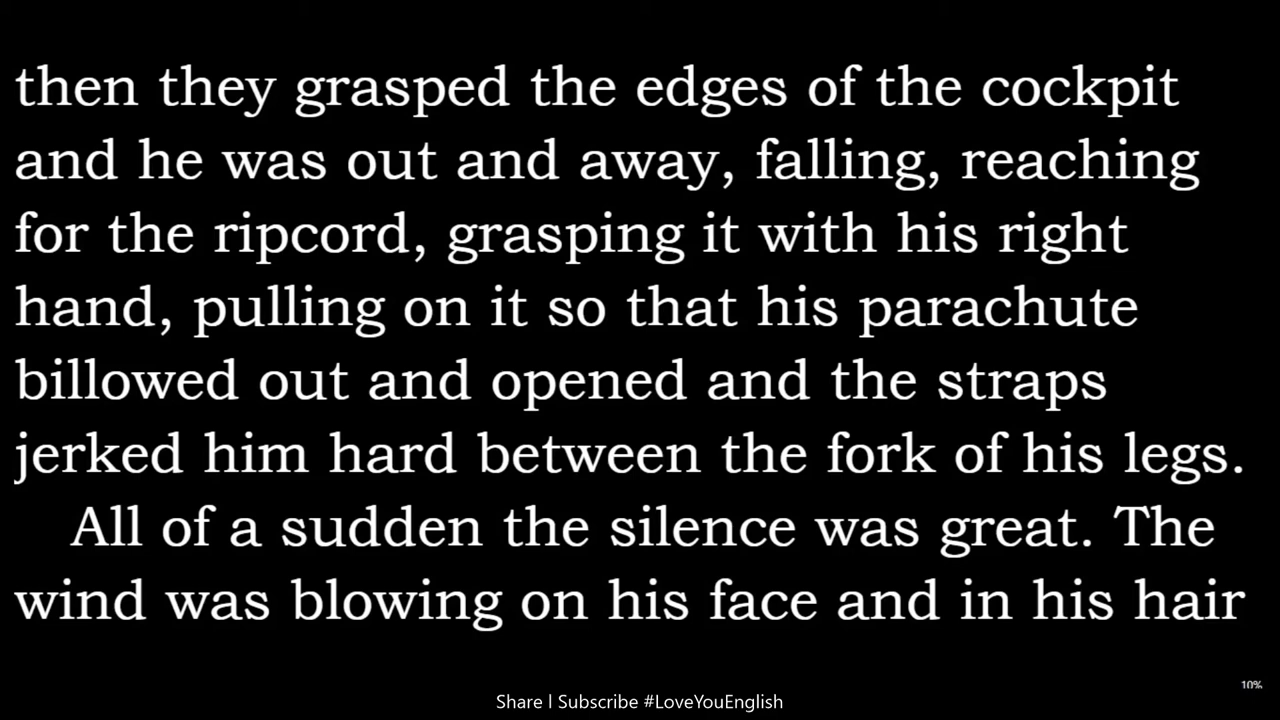 then they grasped the edges of the cockpit
and he was out and away, falling, reaching
for the ripcord, grasping it with his right
hand, pulling on it so that his parachute
billowed out and opened and the straps
jerked him hard between the fork of his legs.
All of a sudden the silence was great. The
wind was blowing on his face and in his hair
10%
Share | Subscribe #LoveYouEnglish